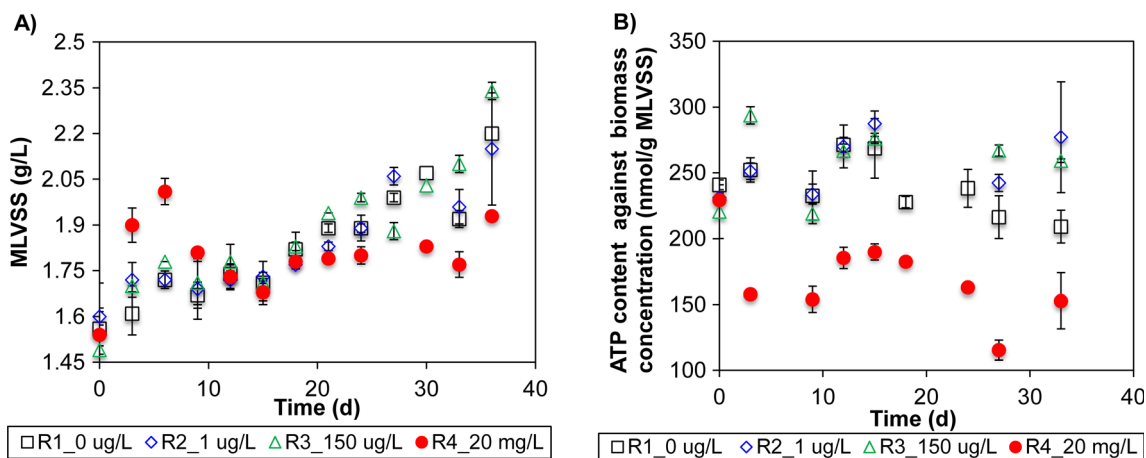 A)
MLVSS (g/L)
2.5
2.35
2.2
2.05
1.9
1.75
1.6
1.45
0 10 20 30 40
Time (d)
R1_0 ug/L R2_1 ug/L R3_150 ug/L R4_20 mg/L
B)
ATP content against biomass
concentration (nmol/g MLVSS)
350
300
250
200
150
100
0 10 20 30 40
Time (d)
R1_0 ug/L R2_1 ug/L R3_150 ug/L R4_20 mg/L